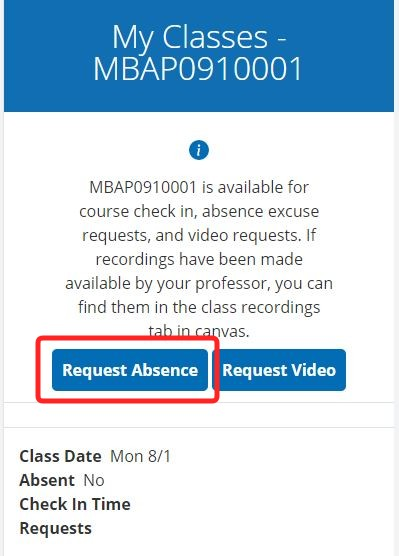 My Classes -
MBAP0910001
i
MBAP0910001 is available for
course check in, absence excuse
requests, and video requests. If
recordings have been made
available by your professor, you can
find them in the class recordings
tab in canvas.
Request Absence Request Video
Class Date Mon 8/1
Absent No
Check In Time
Requests